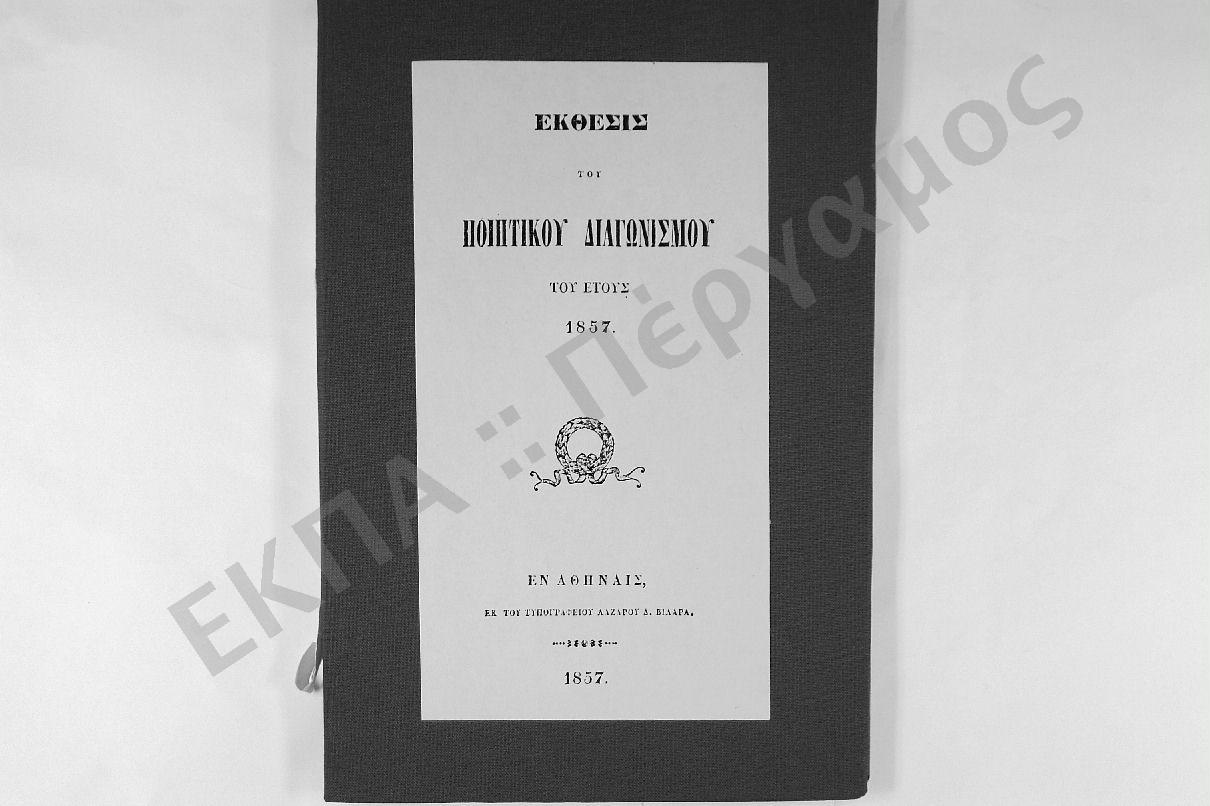 ΕΚΘΕΣΙΣ
ΤΟΥ
ΠΟΙΗΤΙΚΟΥ ΔΙΑΓΩΝΙΣΜΟΥ
ΤΟΥ ΕΤΟΥΣ
1857.
ΕΝ ΑΘΗΝΑΙΣ,
ΕΚ ΤΟΥ ΤΥΠΟΓΡΑΦΕΙΟΥ ΛΑΖΑΡΟΥ Δ. ΒΙΛΑΡΑ.
1857.
ΕΚΠΑ :: Πέργαμος